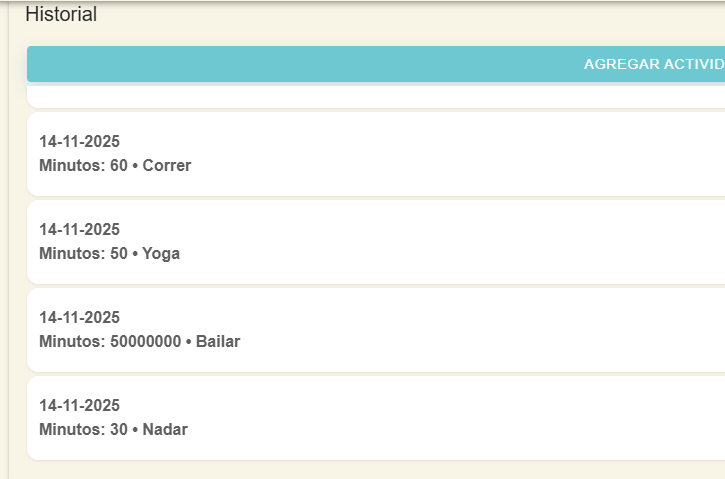 Historial
AGREGAR ACTIVID
14-11-2025
Minutos: 60 • Correr
14-11-2025
Minutos: 50 • Yoga
14-11-2025
Minutos: 50000000 • Bailar
14-11-2025
Minutos: 30 • Nadar